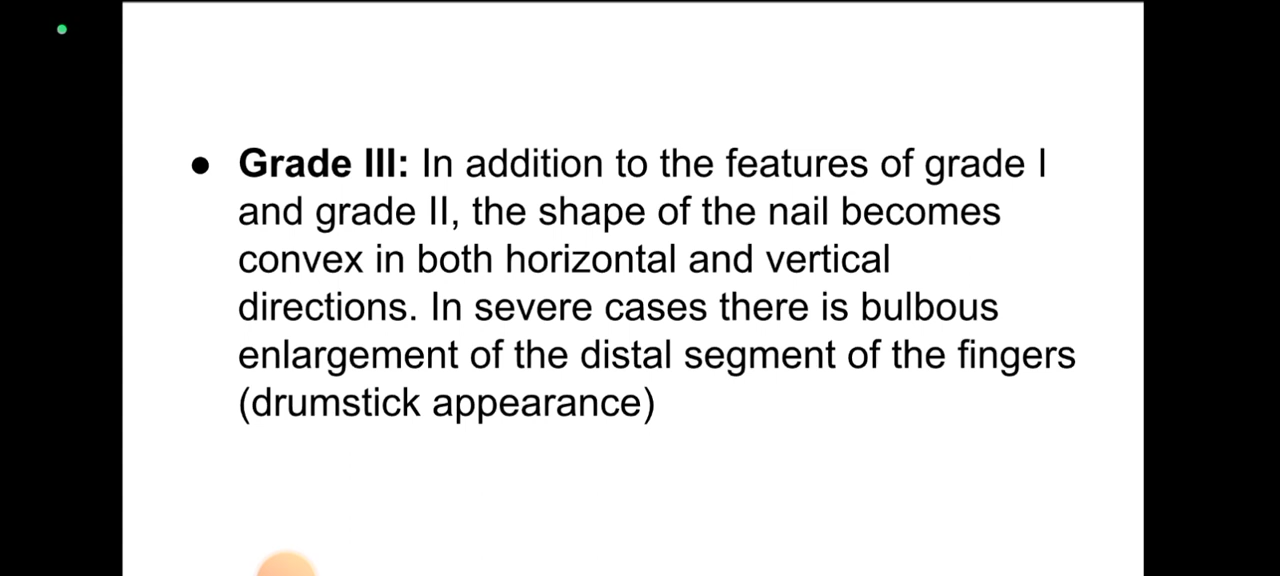 ● Grade III: In addition to the features of grade I
and grade II, the shape of the nail becomes
convex in both horizontal and vertical
directions. In severe cases there is bulbous
enlargement of the distal segment of the fingers
(drumstick appearance)